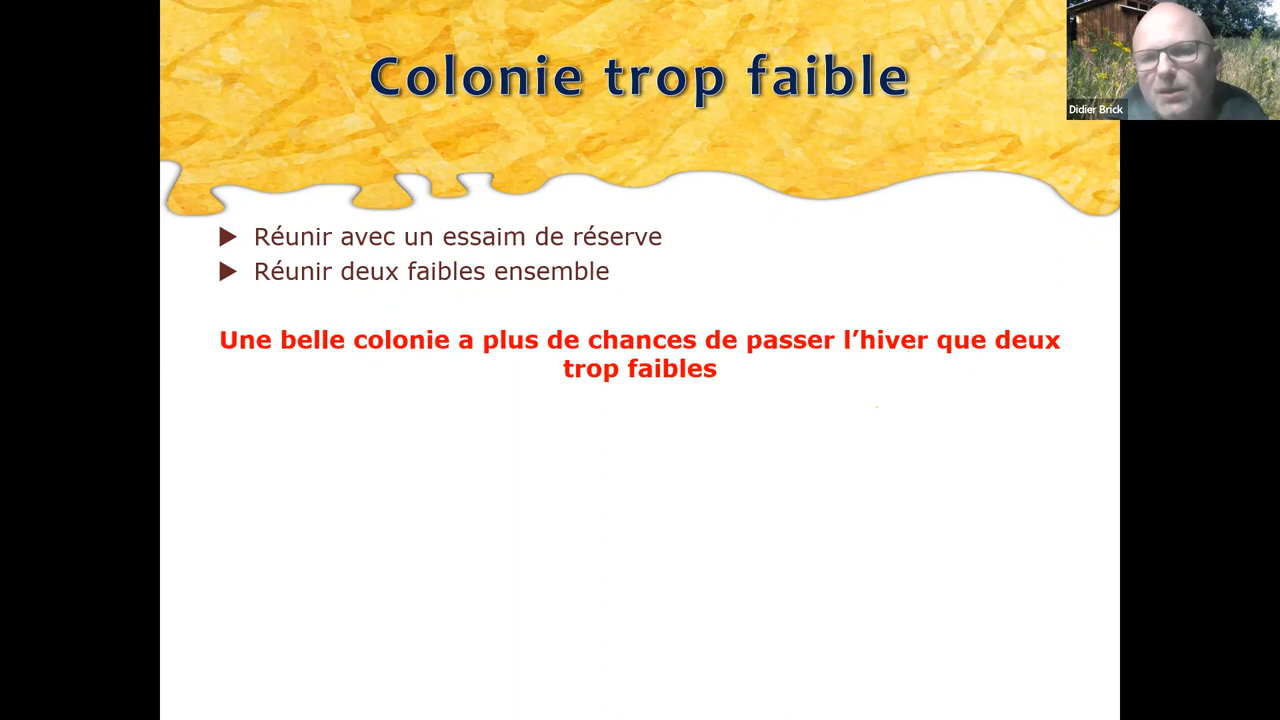 Colonie trop faible
Didier Brick
▶ Réunir avec un essaim de réserve
▶ Réunir deux faibles ensemble
Une belle colonie a plus de chances de passer l’hiver que deux
trop faibles